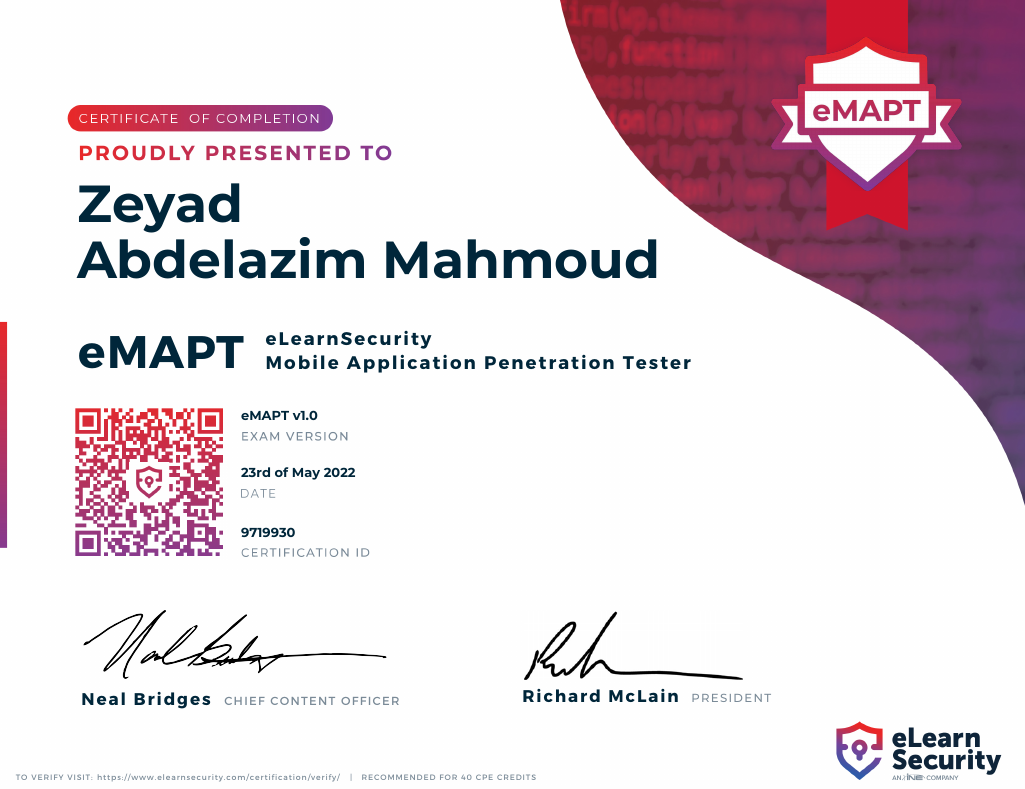 eMAPT
CERTIFICATE OF COMPLETION
PROUDLY PRESENTED TO
Zeyad
Abdelazim Mahmoud
eMAPT
eLearnSecurity
Mobile Application Penetration Tester
eMAPT v1.0
EXAM VERSION
23rd of May 2022
DATE
9719930
CERTIFICATION ID
Neal Bridges CHIEF CONTENT OFFICER
Richard McLain PRESIDENT
eLearn
Security
AN INE COMPANY
TO VERIFY VISIT: https://www.elearnsecurity.com/certification/verify/ | RECOMMENDED FOR 40 CPE CREDITS